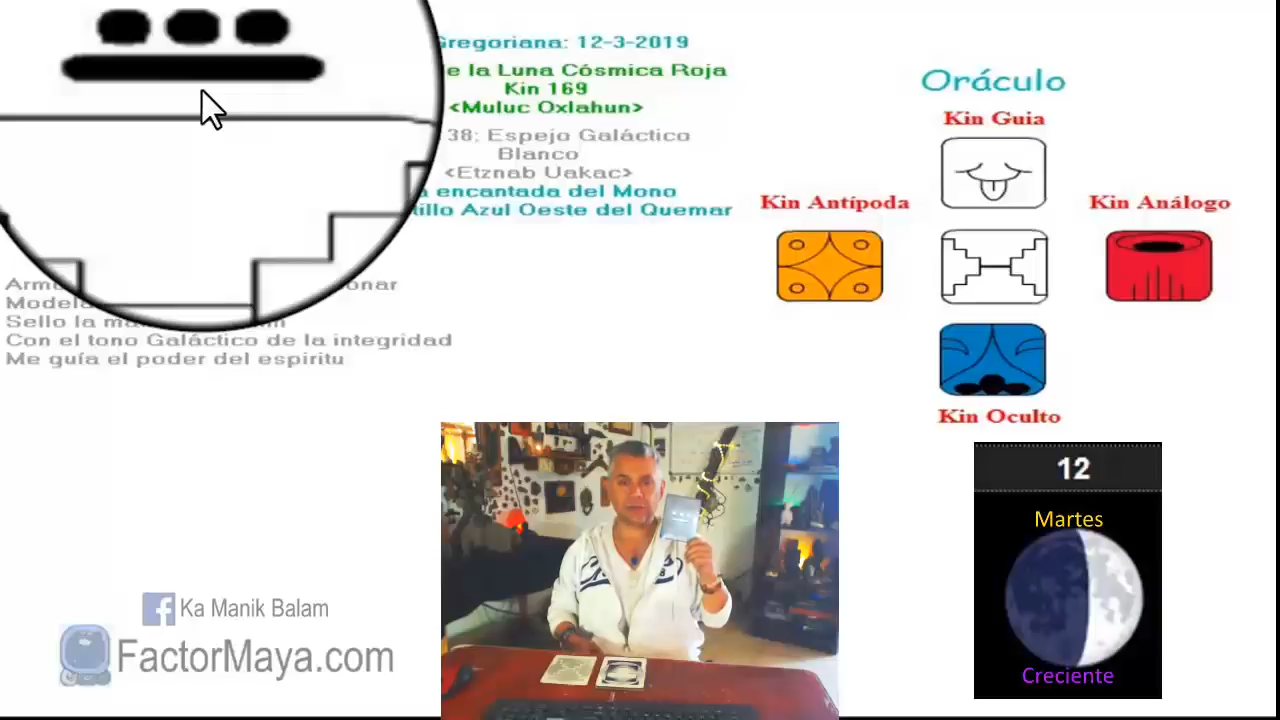 Gregoriana: 12-3-2019
e la Luna Cósmica Roja
Kin 169
<Muluc Oxlahun>
38; Espejo Galáctico
Blanco
<Etznab Uakac>
encantada del Mono
tillo Azul Oeste del Quemar
Oráculo
Kin Guia
Kin Antípoda
Kin Análogo
Kin Oculto
Arm
onar
Model
Sello la m
Con el tono Galáctico de la integridad
Me guía el poder del espiritu
12
Martes
Creciente
Ka Manik Balam
FactorMaya.com